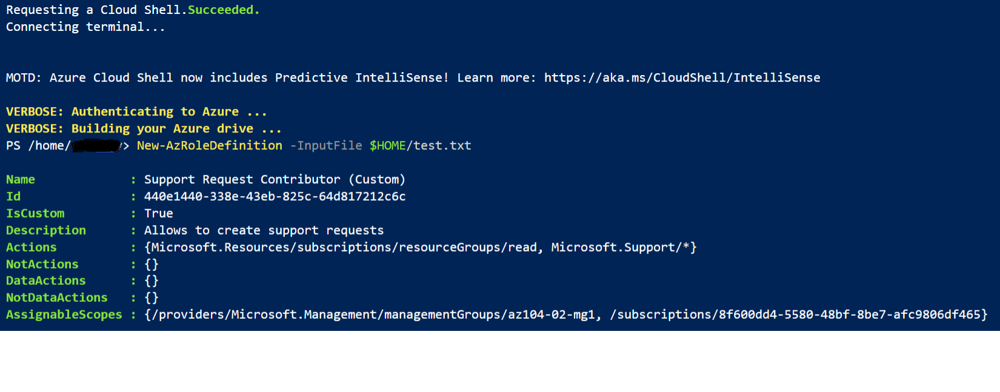 Requesting a Cloud Shell.Succeeded.
Connecting terminal...
MOTD: Azure Cloud Shell now includes Predictive IntelliSense! Learn more: https://aka.ms/CloudShell/IntelliSense
VERBOSE: Authenticating to Azure ...
VERBOSE: Building your Azure drive ...
PS /home/> New-AzRoleDefinition -InputFile $HOME/test.txt
Name : Support Request Contributor (Custom)
Id : 440e1440-338e-43eb-825c-64d817212c6c
IsCustom : True
Description : Allows to create support requests
Actions : {Microsoft.Resources/subscriptions/resourceGroups/read, Microsoft.Support/*}
NotActions : {}
DataActions : {}
NotDataActions : {}
AssignableScopes : {/providers/Microsoft.Management/managementGroups/az104-02-mg1, /subscriptions/8f600dd4-5580-48bf-8be7-afc9806df465}